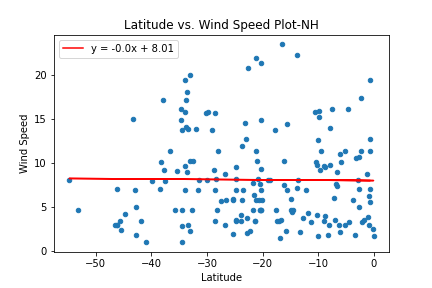 Latitude vs. Wind Speed Plot-NH
y = -0.0x + 8.01
Wind Speed
20
15
10
5
0
−50
−40
−30
−20
−10
0
Latitude